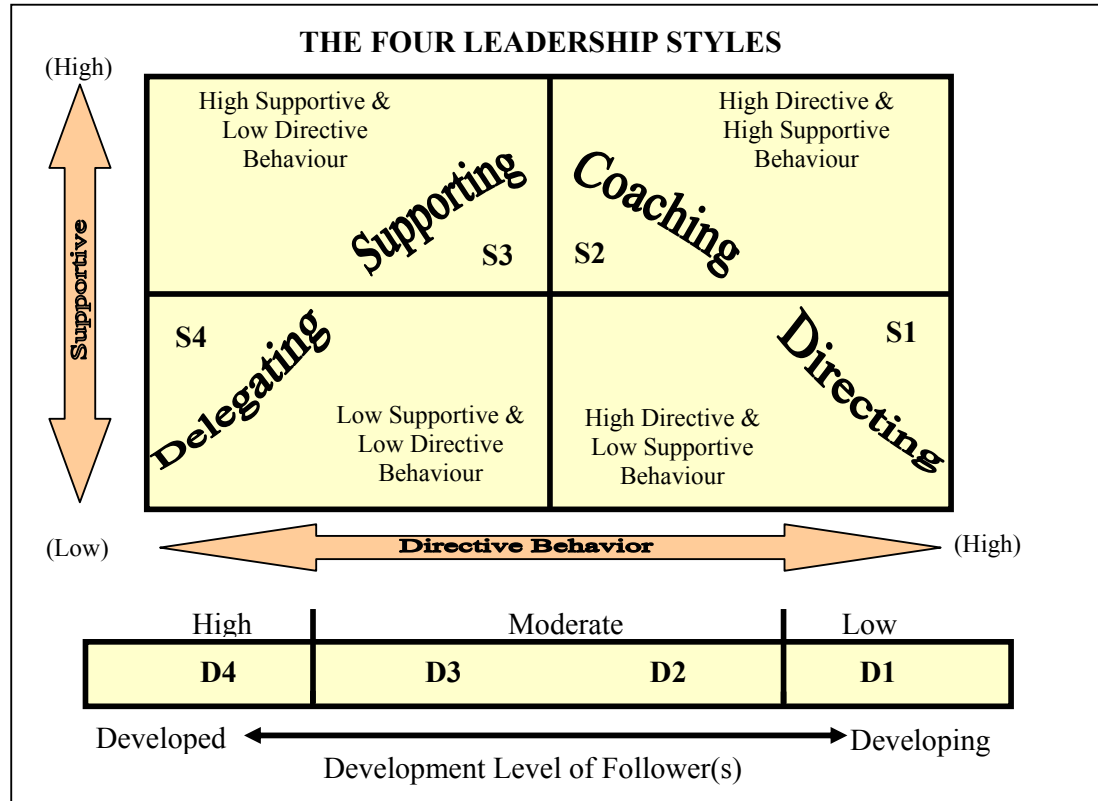 THE FOUR LEADERSHIP STYLES
(High)
High Supportive &
Low Directive
Behaviour
Supporting
S3
High Directive &
High Supportive
Behaviour
Coaching
S2
Supportive
S4
Delegating
Low Supportive &
Low Directive
Behaviour
S1
Directing
High Directive &
Low Supportive
Behaviour
(Low)
Directive Behavior
(High)
High
Moderate
Low
D4
D3
D2
D1
Developed
Developing
Development Level of Follower(s)